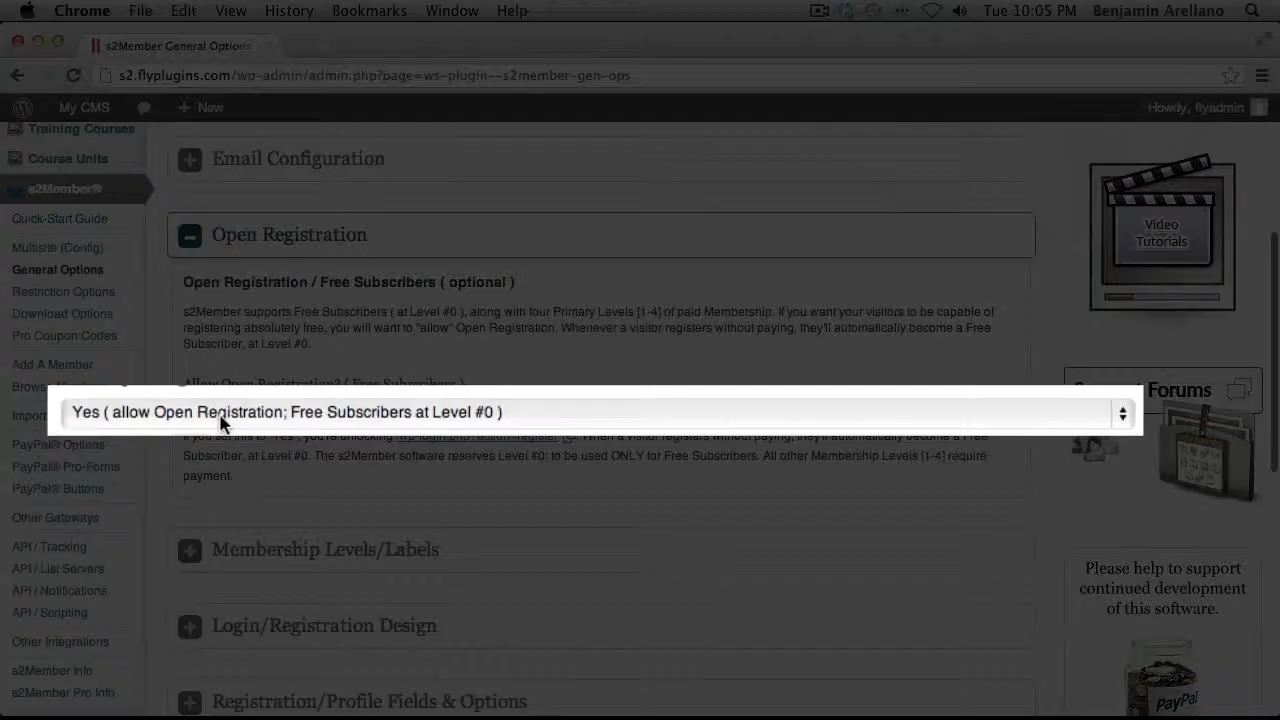 Chrome File Edit View History Bookmarks Window Help Tue 10:05 PM Benjamin Arellano
s2Member General Options
s2.flyplugins.com/wp-admin/admin.php?page=ws-plugin--s2member-gen-ops
My CMS New Howdy, flyadmin
Training Courses
Course Units
s2Member®
Quick-Start Guide
Multisite (Config)
General Options
Restriction Options
Download Options
Pro Coupon Codes
Add A Member
PayPal® Options
PayPal® Pro-Forms
PayPal® Buttons
Other Gateways
API / Tracking
API / List Servers
API / Notifications
API / Scripting
Other Integrations
s2Member Info
s2Member Pro Info
Email Configuration
Open Registration
Open Registration / Free Subscribers ( optional )
s2Member supports Free Subscribers ( at Level #0 ), along with four Primary Levels [1-4] of paid Membership. If you want your visitors to be capable of
registering absolutely free, you will want to "allow" Open Registration. Whenever a visitor registers without paying, they'll automatically become a Free
Subscriber, at Level #0.
Allow Open Registration? ( Free Subscribers )
Yes ( allow Open Registration; Free Subscribers at Level #0 )
If you set this to "Yes", you're unlocking wp-login.php?action=register. When a visitor registers without paying, they'll automatically become a Free
Subscriber, at Level #0. The s2Member software reserves Level #0; to be used ONLY for Free Subscribers. All other Membership Levels [1-4] require
payment.
Membership Levels/Labels
Login/Registration Design
Registration/Profile Fields & Options
Video
Tutorials
Forums
Please help to support
continued development
of this software.
PayPal